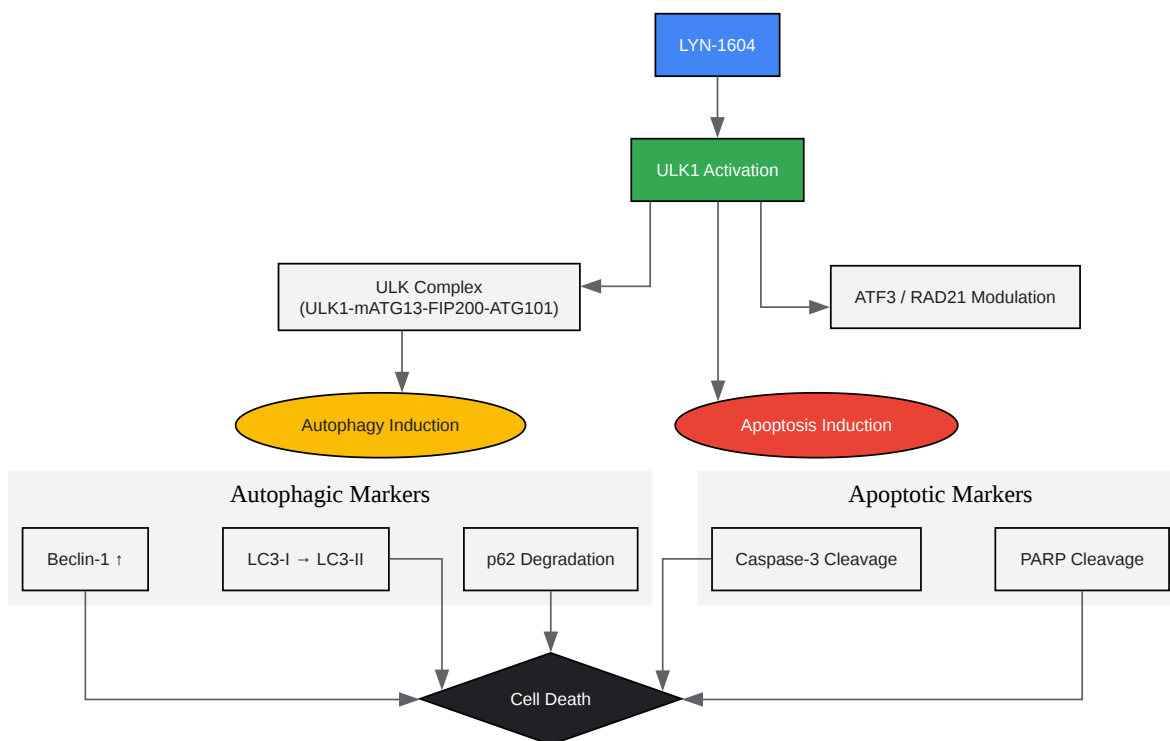 LYN-1604
ULK1 Activation
ULK Complex
(ULK1-mATG13-FIP200-ATG101)
ATF3 / RAD21 Modulation
Autophagy Induction
Apoptosis Induction
Autophagic Markers
Apoptotic Markers
Beclin-1 ↑
LC3-I → LC3-II
p62 Degradation
Caspase-3 Cleavage
PARP Cleavage
Cell Death